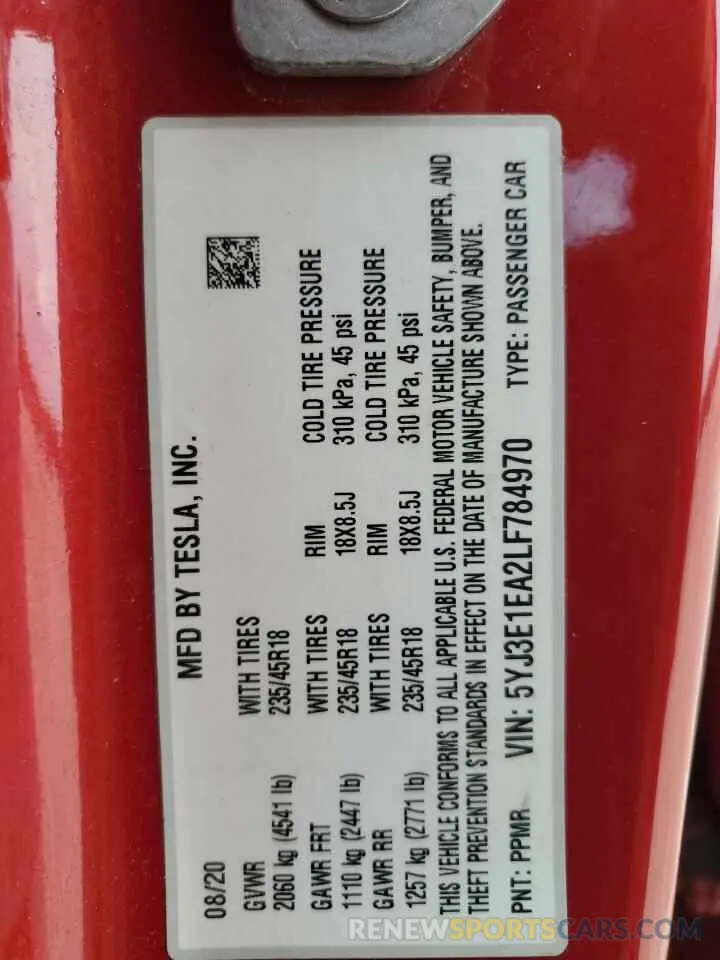 MFD BY TESLA, INC.
08/20
GVWR WITH TIRES
2060 kg (4541 lb) 235/45R18
GAWR FRT WITH TIRES RIM COLD TIRE PRESSURE
1110 kg (2447 lb) 235/45R18 18X8.5J 310 kPa, 45 psi
GAWR RR WITH TIRES RIM COLD TIRE PRESSURE
1257 kg (2771 lb) 235/45R18 18X8.5J 310 kPa, 45 psi
THIS VEHICLE CONFORMS TO ALL APPLICABLE U.S. FEDERAL MOTOR VEHICLE SAFETY, BUMPER, AND
THEFT PREVENTION STANDARDS IN EFFECT ON THE DATE OF MANUFACTURE SHOWN ABOVE.
PNT: PPMR VIN: 5YJ3E1EA2LF784970 TYPE: PASSENGER CAR
RENEWSPORTSCARS.COM